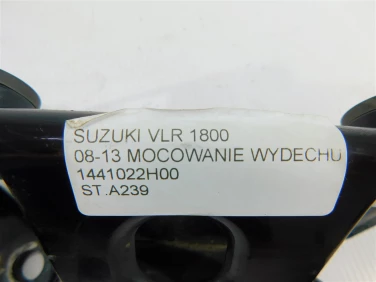 SUZUKI VLR 1800
08-13 MOCOWANIE WYDECHU
1441022H00
ST.A239